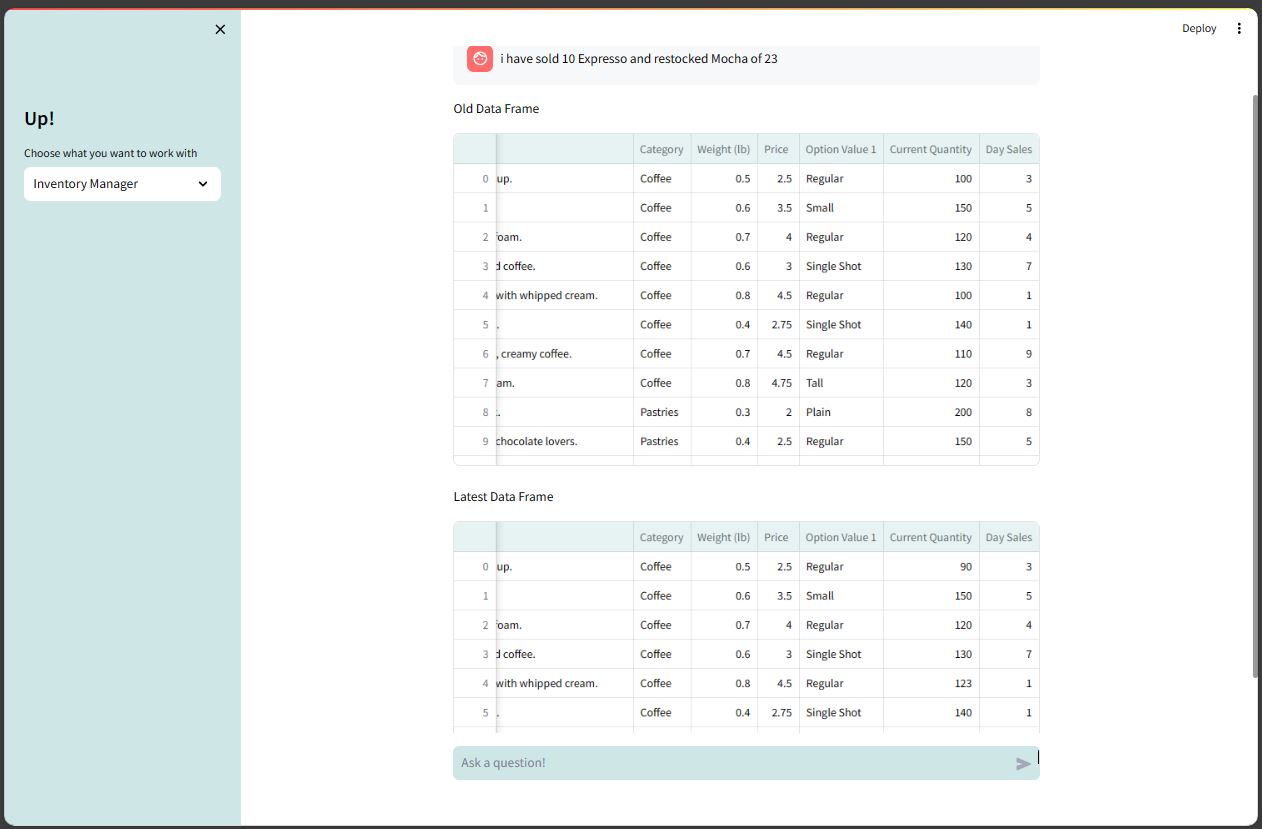 Deploy
i have sold 10 Expresso and restocked Mocha of 23
Up!
Choose what you want to work with
Inventory Manager
Old Data Frame
Category Weight (lb) Price Option Value 1 Current Quantity Day Sales
0 up. Coffee 0.5 2.5 Regular 100 3
1 Coffee 0.6 3.5 Small 150 5
2 foam. Coffee 0.7 4 Regular 120 4
3 d coffee. Coffee 0.6 3 Single Shot 130 7
4 with whipped cream. Coffee 0.8 4.5 Regular 100 1
5 . Coffee 0.4 2.75 Single Shot 140 1
6 , creamy coffee. Coffee 0.7 4.5 Regular 110 9
7 am. Coffee 0.8 4.75 Tall 120 3
8 . Pastries 0.3 2 Plain 200 8
9 chocolate lovers. Pastries 0.4 2.5 Regular 150 5
Latest Data Frame
Category Weight (lb) Price Option Value 1 Current Quantity Day Sales
0 up. Coffee 0.5 2.5 Regular 90 3
1 Coffee 0.6 3.5 Small 150 5
2 foam. Coffee 0.7 4 Regular 120 4
3 d coffee. Coffee 0.6 3 Single Shot 130 7
4 with whipped cream. Coffee 0.8 4.5 Regular 123 1
5 . Coffee 0.4 2.75 Single Shot 140 1
Ask a question!